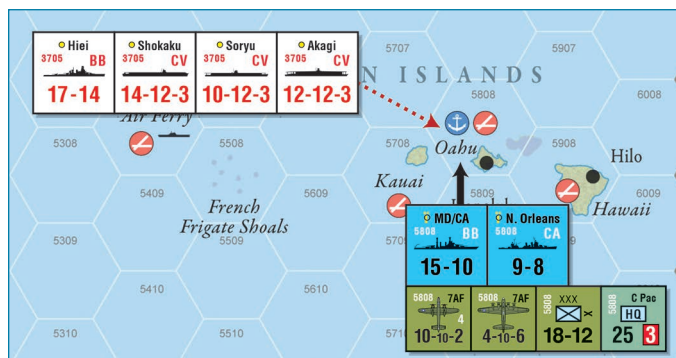 Hiei
3705
BB
17-14
Shokaku
3705
CV
14-12-3
Soryu
3705
CV
10-12-3
Akagi
3705
CV
12-12-3
5707
5907
N ISLANDS
5808
6008
Air Ferry
5308
5708
5908
Oahu
Hilo
5409
5609
Kauai
5809
6009
French
Frigate Shoals
Hawaii
5309
5509
MD/CA
5808
BB
15-10
N. Orleans
5808
CA
9-8
5410
5610
5808
7AF
4
10-10-2
5808
7AF
4-10-6
5808
XXX
X
18-12
5808
C Pac
HQ
25
3
5310
5510